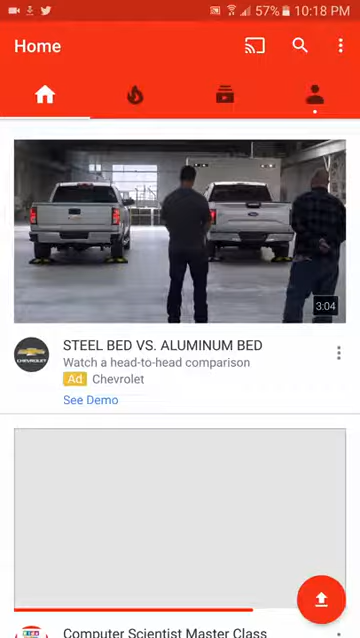 57% 10:18 PM
Home
3:04
STEEL BED VS. ALUMINUM BED
Watch a head-to-head comparison
Ad Chevrolet
See Demo
CHEVROLET
Computer Scientist Master Class